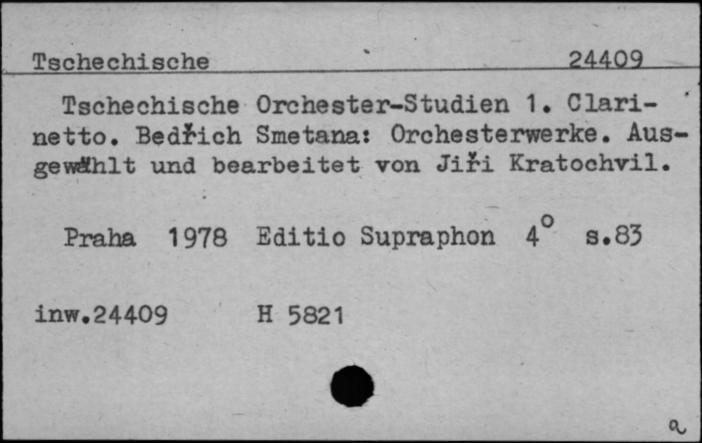 Tschechische 24409
Tschechische Orchester-Studien 1. Clari-
netto. Bedřich Smetana: Orchesterwerke. Aus-
gewählt und bearbeitet von Jiři Kratochvil.
Praha 1978 Editio Supraphon 4° s.83
inw.24409 H 5821
a